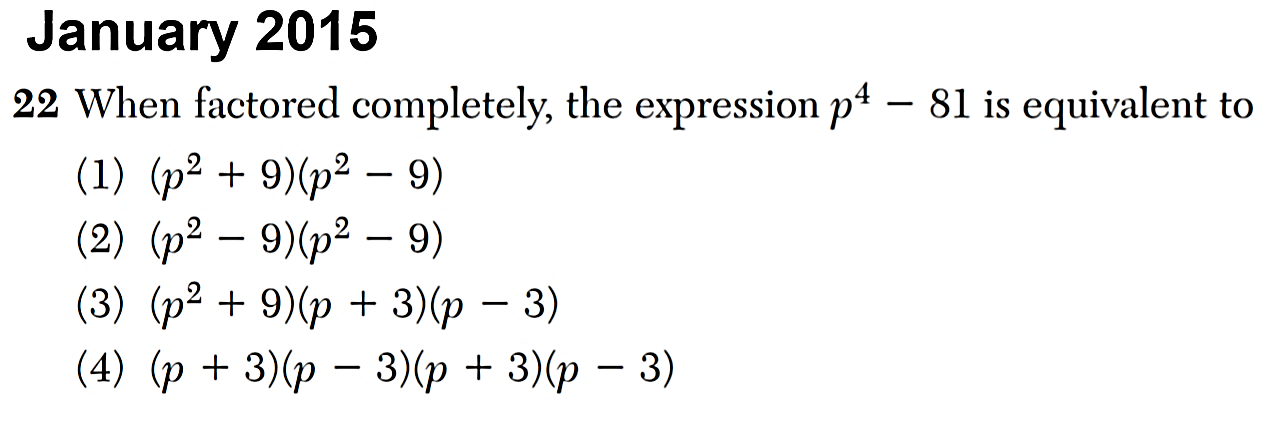 January 2015
22 When factored completely, the expression p⁴ − 81 is equivalent to
(1) (p² + 9)(p² − 9)
(2) (p² − 9)(p² − 9)
(3) (p² + 9)(p + 3)(p − 3)
(4) (p + 3)(p − 3)(p + 3)(p − 3)